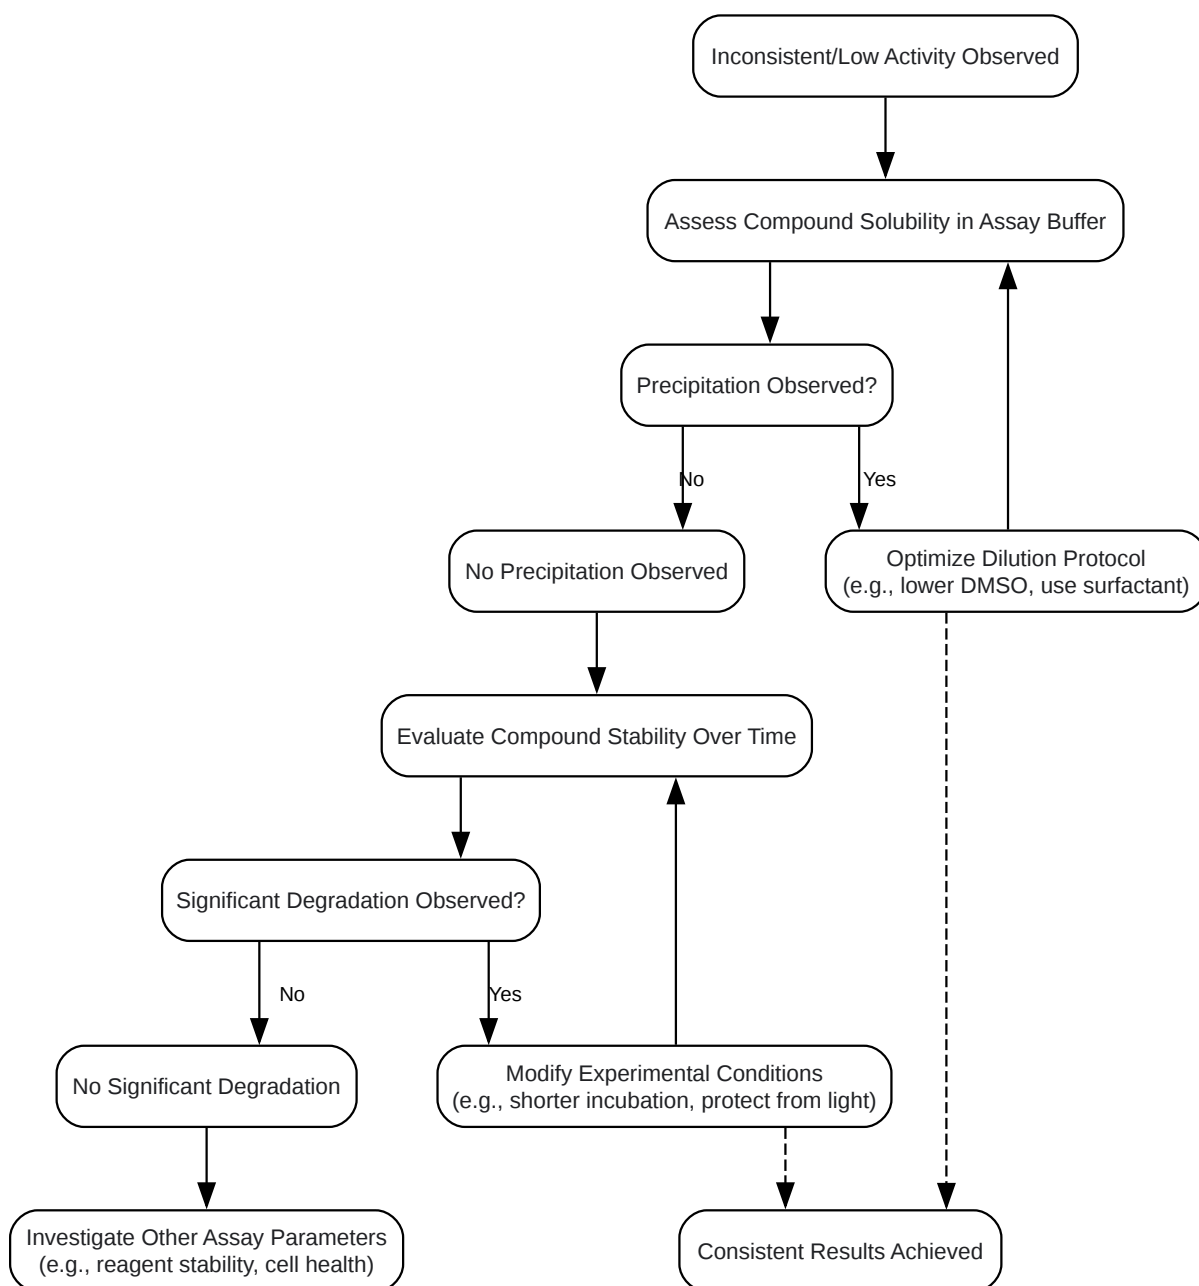 Inconsistent/Low Activity Observed
Assess Compound Solubility in Assay Buffer
Precipitation Observed?
No
Yes
No Precipitation Observed
Optimize Dilution Protocol
(e.g., lower DMSO, use surfactant)
Evaluate Compound Stability Over Time
Significant Degradation Observed?
No
Yes
No Significant Degradation
Modify Experimental Conditions
(e.g., shorter incubation, protect from light)
Investigate Other Assay Parameters
(e.g., reagent stability, cell health)
Consistent Results Achieved